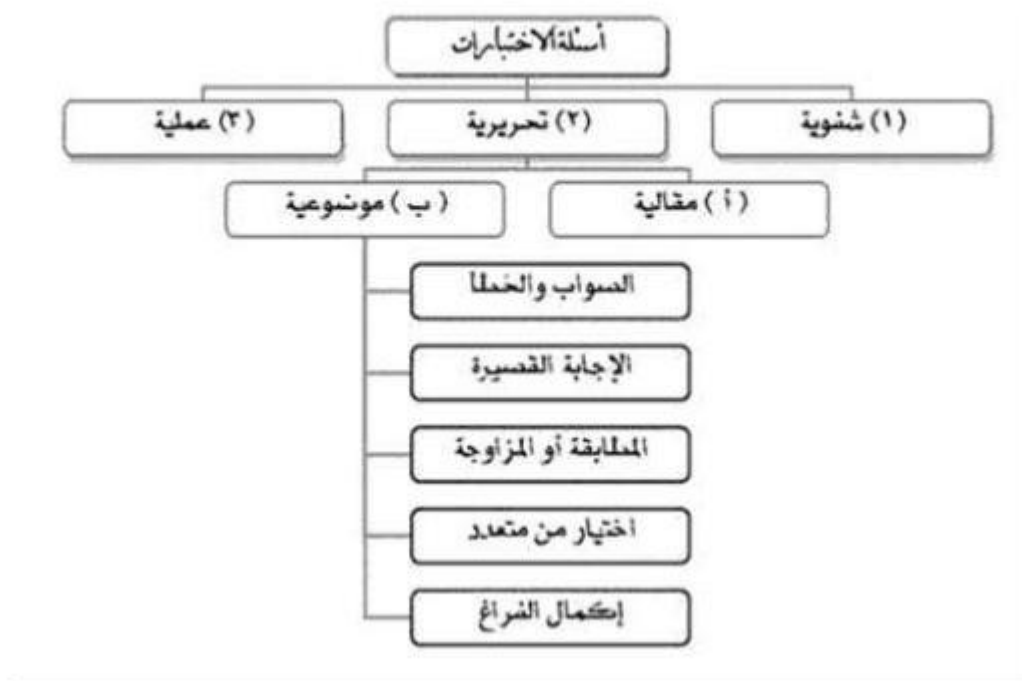 أسئلة الاختبارات
(١) شفوية
(٢) تحريرية
(٣) عملية
(أ) مقالية
(ب) موضوعية
الصواب والخطأ
الإجابة القصيرة
المطابقة أو المزاوجة
اختيار من متعدد
إكمال الفراغ